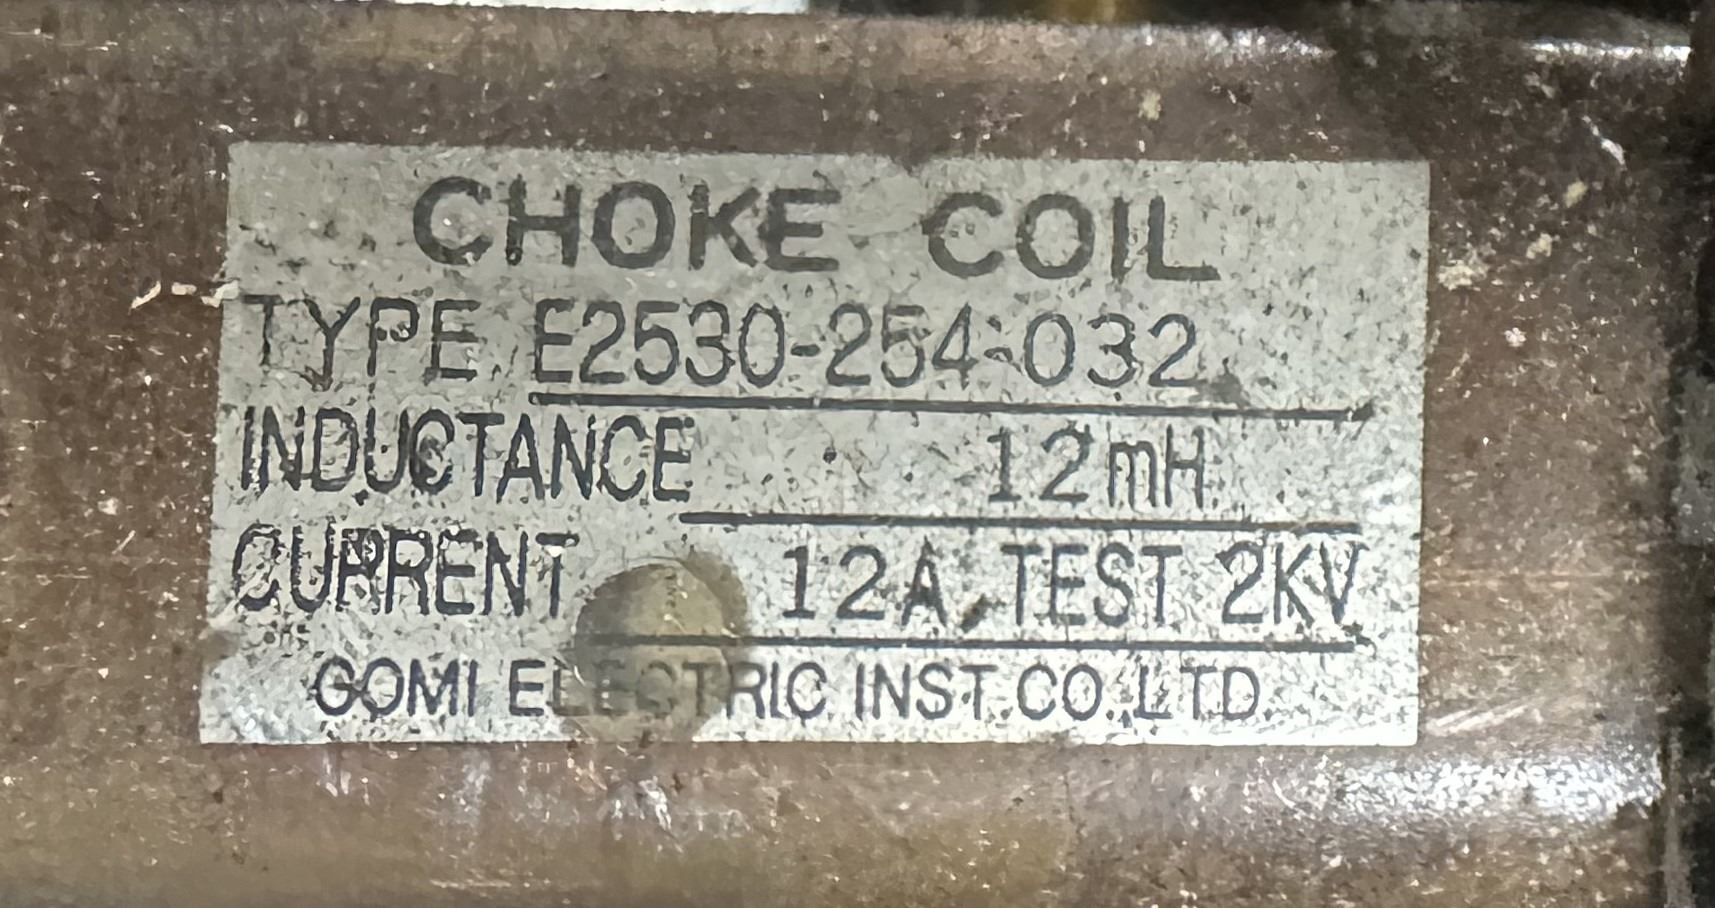 CHOKE COIL
TYPE E2530-254-032
INDUCTANCE 12mH
CURRENT 12A, TEST 2KV
GOMI ELECTRIC INST.CO.,LTD.